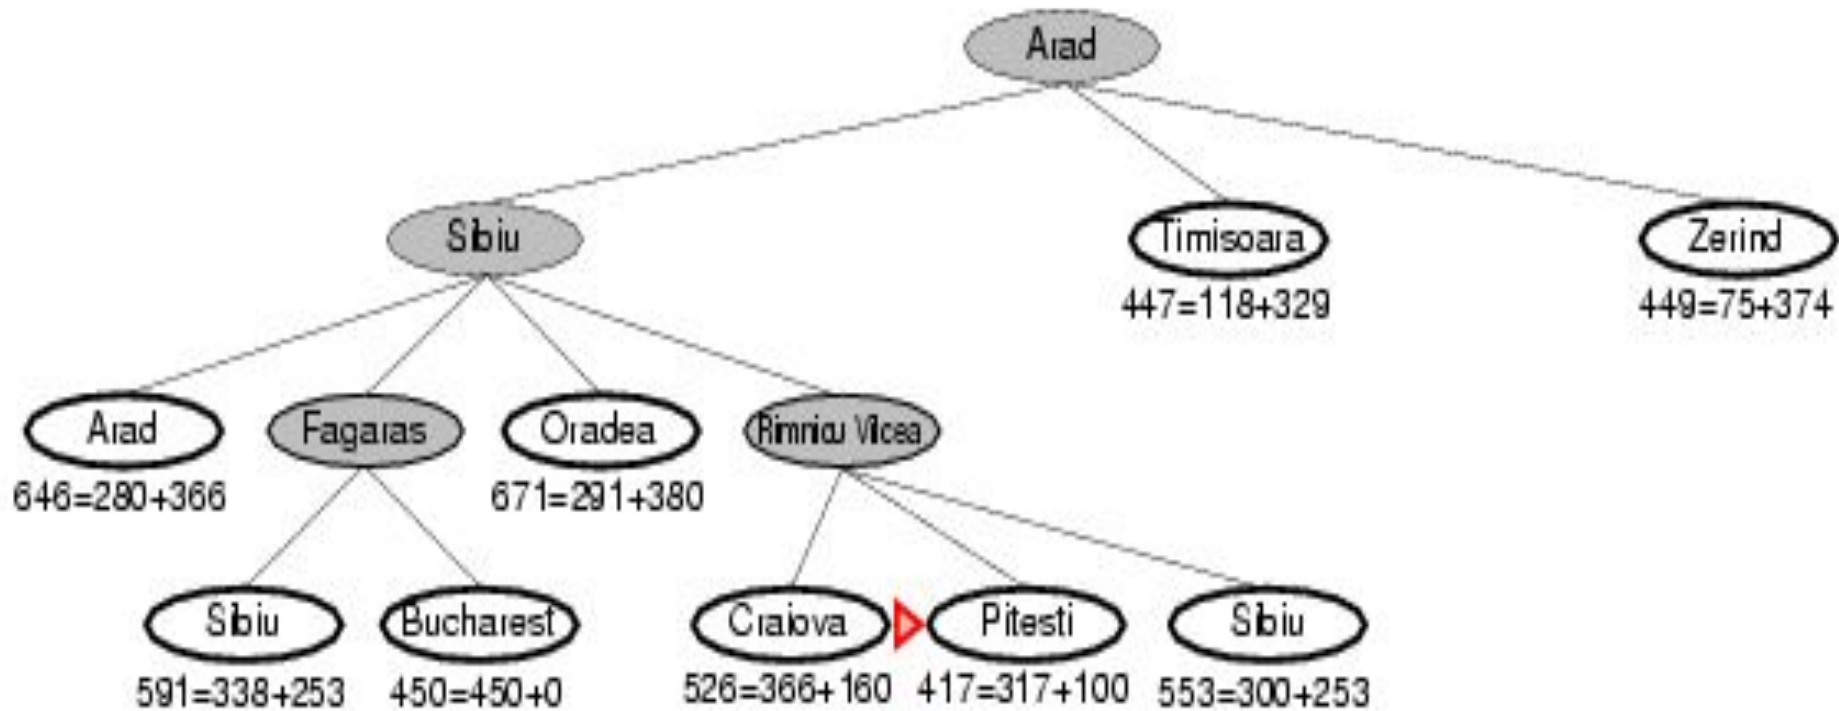 Arad
Sibiu
Timisoara
Zerind
447=118+329
449=75+374
Arad
Fagaras
Oradea
Rimnicu Vilcea
646=280+366
671=291+380
Sibiu
Bucharest
Craiova
Pitesti
Sibiu
591=338+253
450=450+0
526=366+160
417=317+100
553=300+253